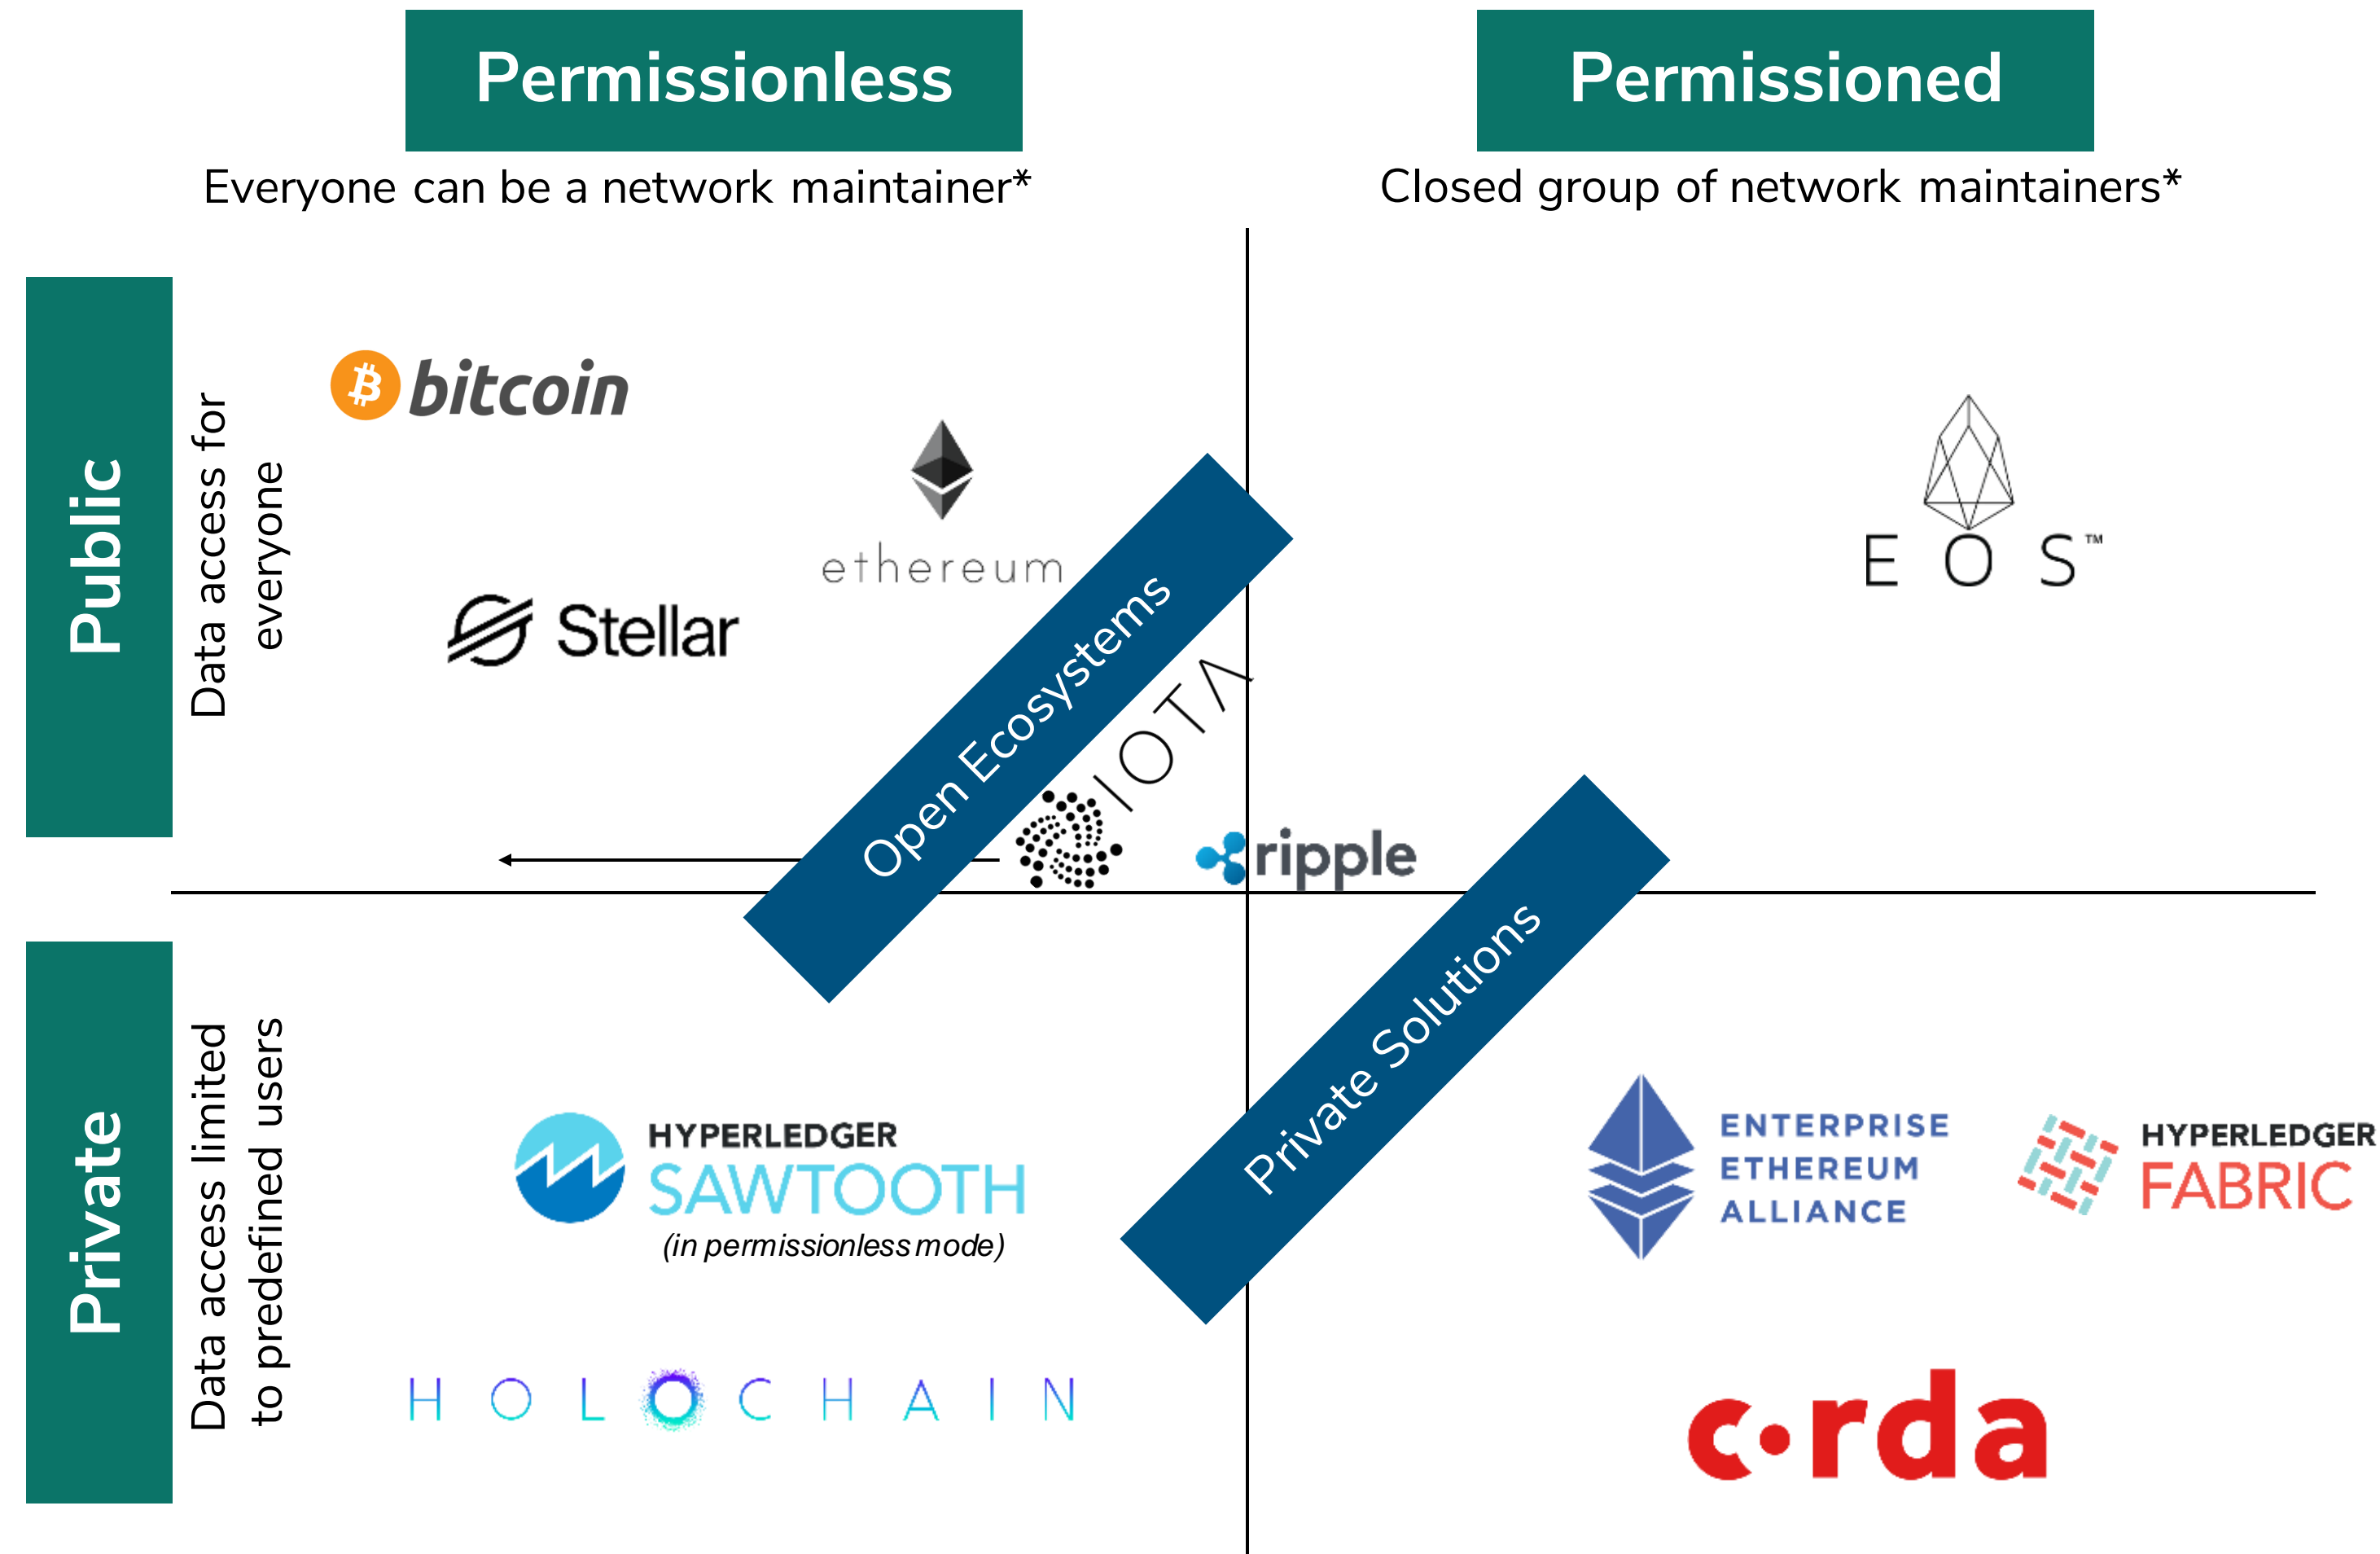 Permissionless
Permissioned
Everyone can be a network maintainer*
Closed group of network maintainers*
Public
Data access for
everyone
bitcoin
ethereum
Stellar
EOS™
Open Ecosystems
IOTA
ripple
Private
Data access limited
to predefined users
Private Solutions
HYPERLEDGER
SAWTOOTH
(in permissionless mode)
HOLOCHAIN
ENTERPRISE
ETHEREUM
ALLIANCE
HYPERLEDGER
FABRIC
c•rda